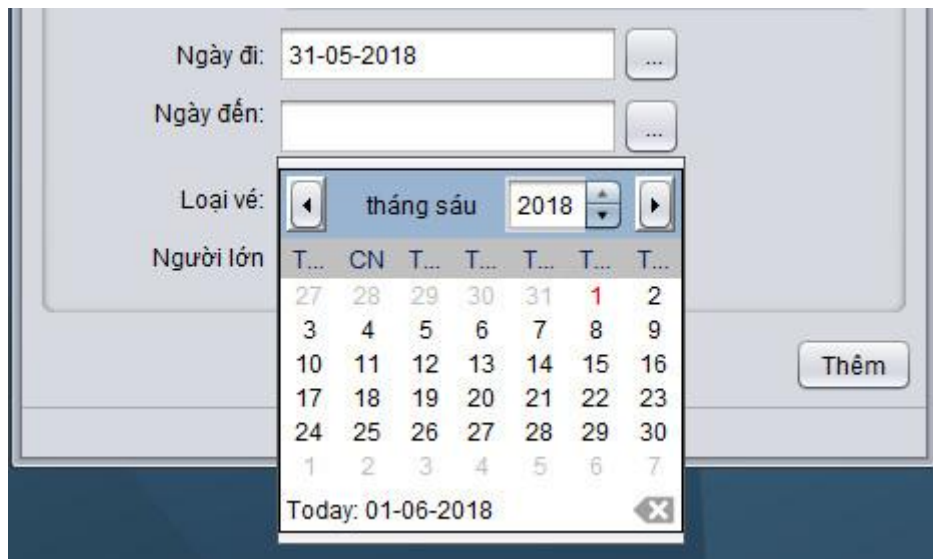 Ngày đi: 31-05-2018 ...
Ngày đến: ...
Loại vé:
Người lớn
tháng sáu 2018
T... CN T... T... T... T... T...
27 28 29 30 31 1 2
3 4 5 6 7 8 9
10 11 12 13 14 15 16
17 18 19 20 21 22 23
24 25 26 27 28 29 30
1 2 3 4 5 6 7
Today: 01-06-2018
Thêm